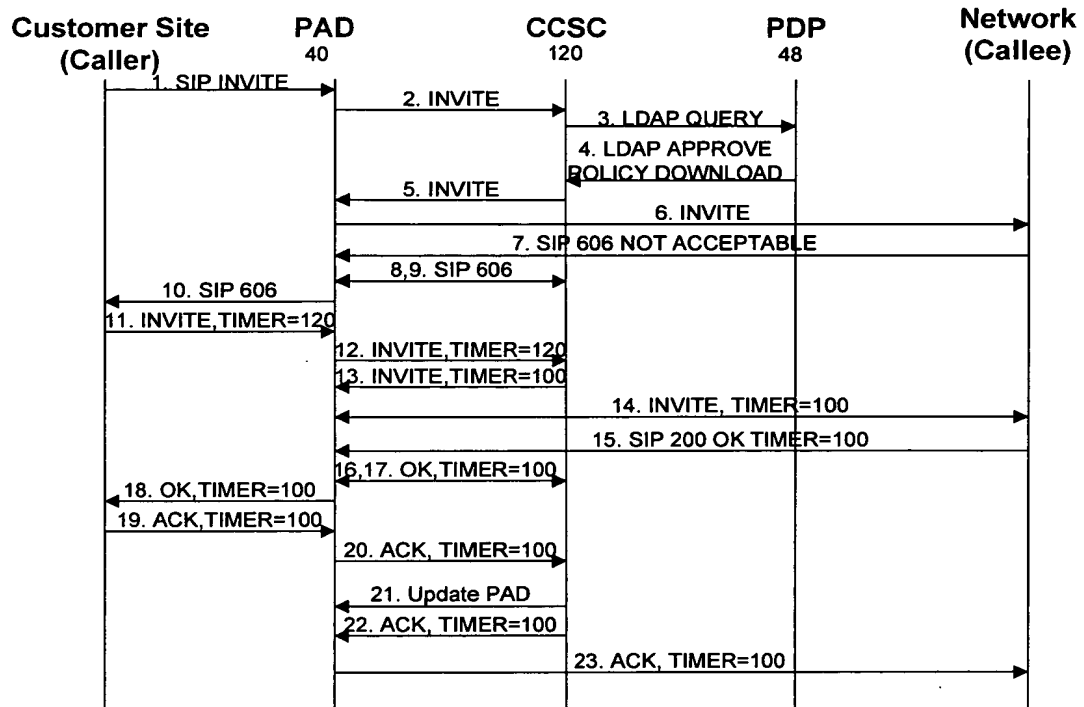 Customer Site
(Caller)
PAD
40
CCSC
120
PDP
48
Network
(Callee)
1. SIP INVITE
2. INVITE
3. LDAP QUERY
4. LDAP APPROVE
POLICY DOWNLOAD
5. INVITE
6. INVITE
7. SIP 606 NOT ACCEPTABLE
8,9. SIP 606
10. SIP 606
11. INVITE,TIMER=120
12. INVITE,TIMER=120
13. INVITE,TIMER=100
14. INVITE, TIMER=100
15. SIP 200 OK TIMER=100
16,17. OK,TIMER=100
18. OK,TIMER=100
19. ACK,TIMER=100
20. ACK, TIMER=100
21. Update PAD
22. ACK, TIMER=100
23. ACK, TIMER=100